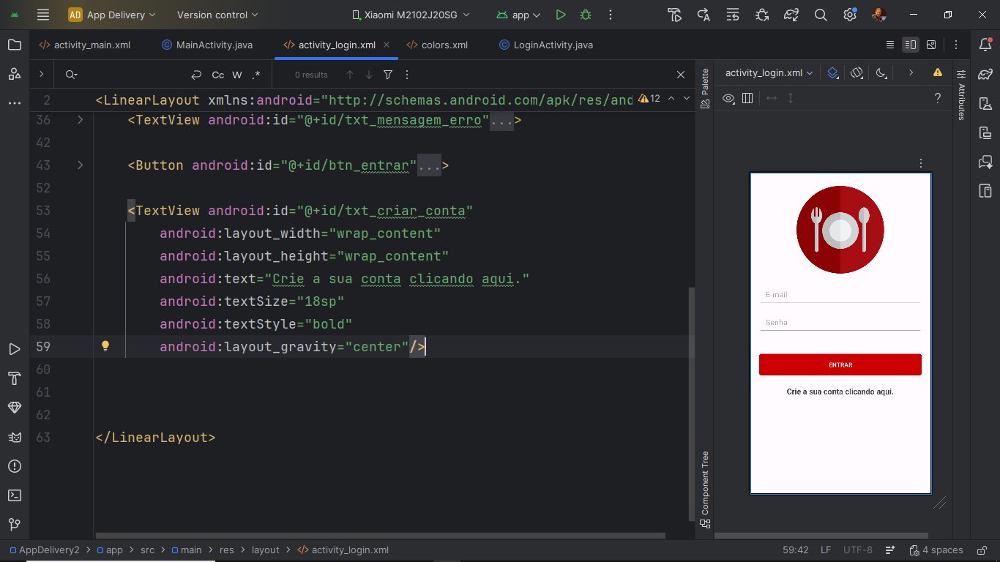 AD App Delivery Version control Xiaomi M2102J20SG app
activity_main.xml MainActivity.java activity_login.xml colors.xml LoginActivity.java
Cc W .* 0 results
activity_login.xml
2 <LinearLayout xmlns:android="http://schemas.android.com/apk/res/and 12
36 <TextView android:id="@+id/txt_mensagem_erro"...>
42
43 <Button android:id="@+id/btn_entrar"...>
52
53 <TextView android:id="@+id/txt_criar_conta"
54 android:layout_width="wrap_content"
55 android:layout_height="wrap_content"
56 android:text="Crie a sua conta clicando aqui."
57 android:textSize="18sp"
58 android:textStyle="bold"
59 android:layout_gravity="center"/>
60
61
62
63 </LinearLayout>
Palette
Component Tree
Attributes
?
E-mail
Senha
ENTRAR
Crie a sua conta clicando aqui.
AppDelivery2 > app > src > main > res > layout > activity_login.xml 59:42 LF UTF-8 4 spaces